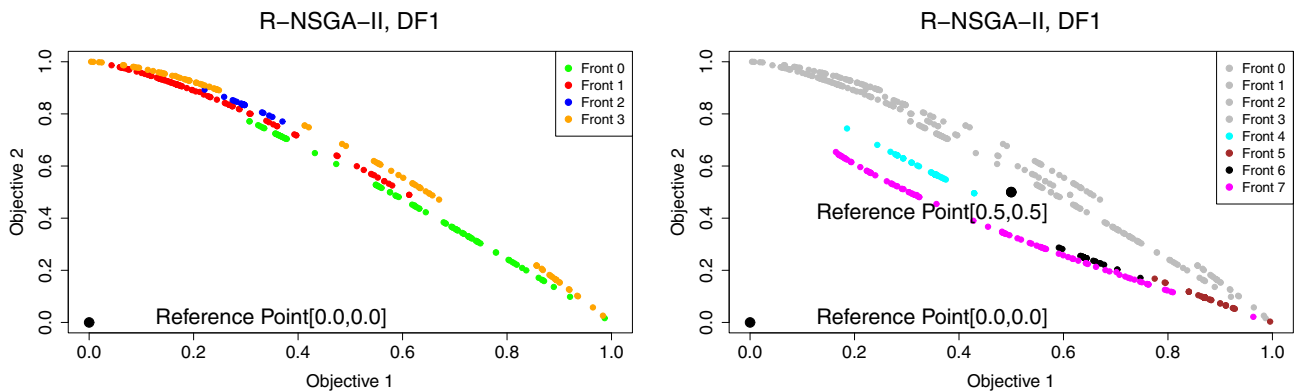 R-NSGA-II, DF1
Objective 2
0.0 0.2 0.4 0.6 0.8 1.0
Front 0
Front 1
Front 2
Front 3
Reference Point[0.0,0.0]
0.0 0.2 0.4 0.6 0.8 1.0
Objective 1
R-NSGA-II, DF1
Objective 2
0.0 0.2 0.4 0.6 0.8 1.0
Front 0
Front 1
Front 2
Front 3
Front 4
Front 5
Front 6
Front 7
Reference Point[0.5,0.5]
Reference Point[0.0,0.0]
0.0 0.2 0.4 0.6 0.8 1.0
Objective 1